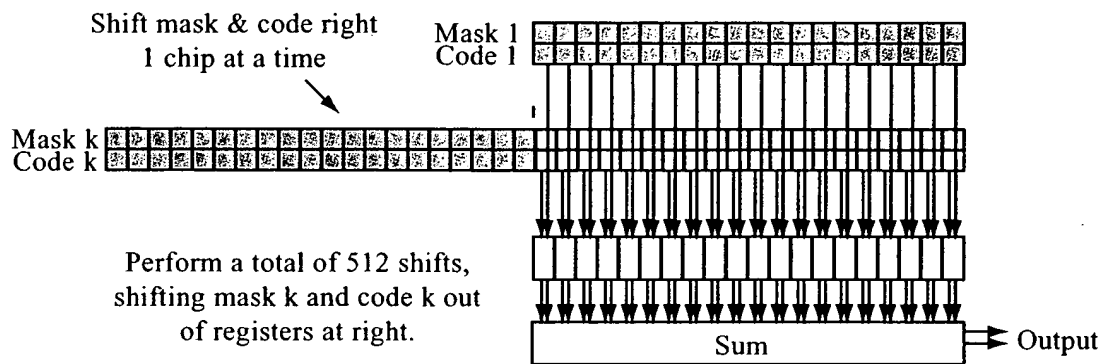 Shift mask & code right
1 chip at a time
Mask 1
Code 1
Mask k
Code k
Perform a total of 512 shifts,
shifting mask k and code k out
of registers at right.
Sum
Output